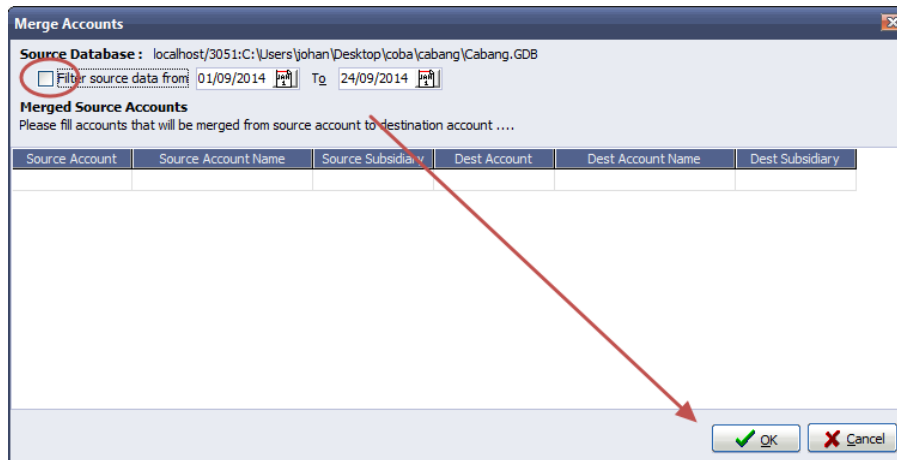 Merge Accounts
Source Database : localhost/3051:C:\Users\johan\Desktop\coba\cabang\Cabang.GDB
Filter source data from 01/09/2014 To 24/09/2014
Merged Source Accounts
Please fill accounts that will be merged from source account to destination account ....
Source Account Source Account Name Source Subsidiary Dest Account Dest Account Name Dest Subsidiary
OK Cancel